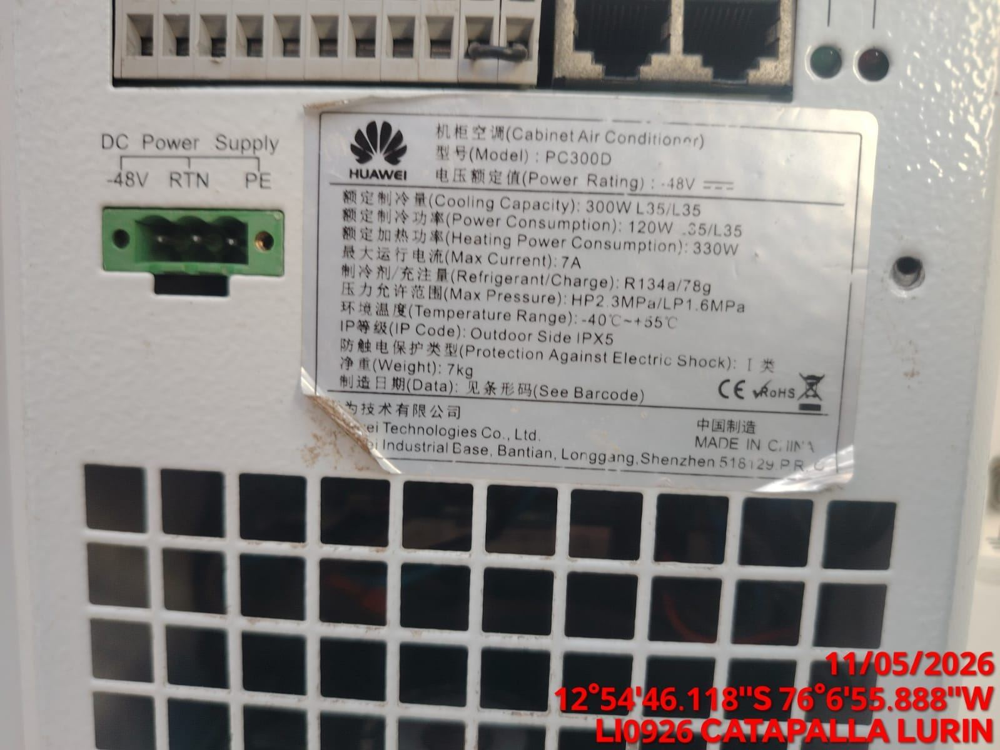 DC Power Supply
-48V RTN PE
HUAWEI
机柜空调(Cabinet Air Conditioner)
型号(Model) : PC300D
电压额定值(Power Rating) : -48V
额定制冷量(Cooling Capacity): 300W L35/L35
额定制冷功率(Power Consumption): 120W L35/L35
额定加热功率(Heating Power Consumption): 330W
最大运行电流(Max Current): 7A
制冷剂/充注量(Refrigerant/Charge): R134a/78g
压力允许范围(Max Pressure): HP2.3MPa/LP1.6MPa
环境温度(Temperature Range): -40℃~+55℃
IP等级(IP Code): Outdoor Side IPX5
防触电保护类型(Protection Against Electric Shock): I 类
净重(Weight): 7kg
制造日期(Data): 见条形码(See Barcode)
CE RoHS
为技术有限公司
Technologies Co., Ltd.
Industrial Base, Bantian, Longgang,Shenzhen 518129,P.R.
中国制造
MADE IN CHINA
11/05/2026
12°54'46.118"S 76°6'55.888"W
LI0926 CATAPALLA LURIN